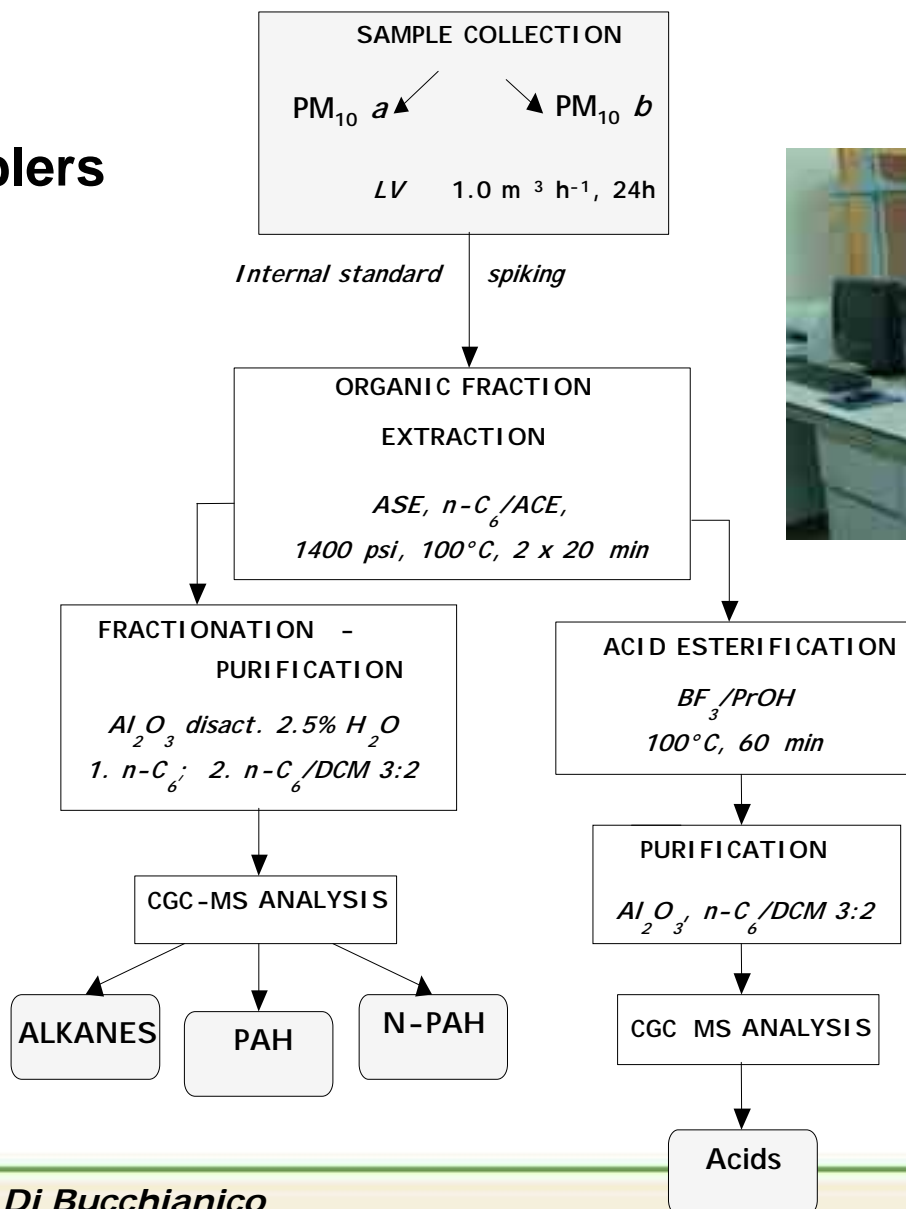 SAMPLE COLLECTION
PM₁₀ a PM₁₀ b
LV 1.0 m ³ h⁻¹, 24h
Internal standard spiking
ORGANIC FRACTION
EXTRACTION
ASE, n-C₆/ACE,
1400 psi, 100°C, 2 x 20 min
FRACTIONATION -
PURIFICATION
Al₂O₃ disact. 2.5% H₂O
1. n-C₆; 2. n-C₆/DCM 3:2
CGC-MS ANALYSIS
ALKANES
PAH
N-PAH
ACID ESTERIFICATION
BF₃/PrOH
100°C, 60 min
PURIFICATION
Al₂O₃, n-C₆/DCM 3:2
CGC MS ANALYSIS
Acids
Di Bucchianico